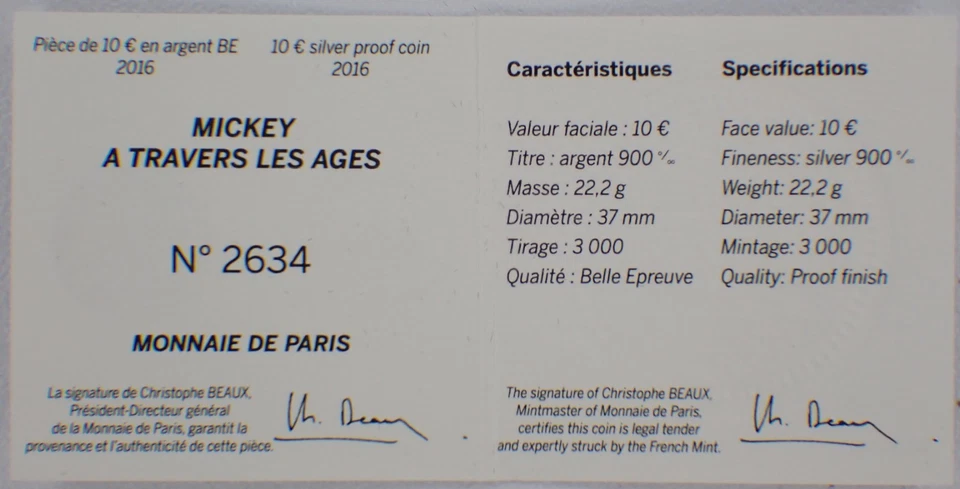 Pièce de 10 € en argent BE
2016
10 € silver proof coin
2016
MICKEY
A TRAVERS LES AGES
N° 2634
MONNAIE DE PARIS
La signature de Christophe BEAUX,
Président-Directeur général
de la Monnaie de Paris, garantit la
provenance et l'authenticité de cette pièce.
Ch. Beaux
Caractéristiques
Valeur faciale : 10 €
Titre : argent 900 ‰
Masse : 22,2 g
Diamètre : 37 mm
Tirage : 3 000
Qualité : Belle Epreuve
Specifications
Face value: 10 €
Fineness: silver 900 ‰
Weight: 22,2 g
Diameter: 37 mm
Mintage: 3 000
Quality: Proof finish
The signature of Christophe BEAUX,
Mintmaster of Monnaie de Paris,
certifies this coin is legal tender
and expertly struck by the French Mint.
Ch. Beaux